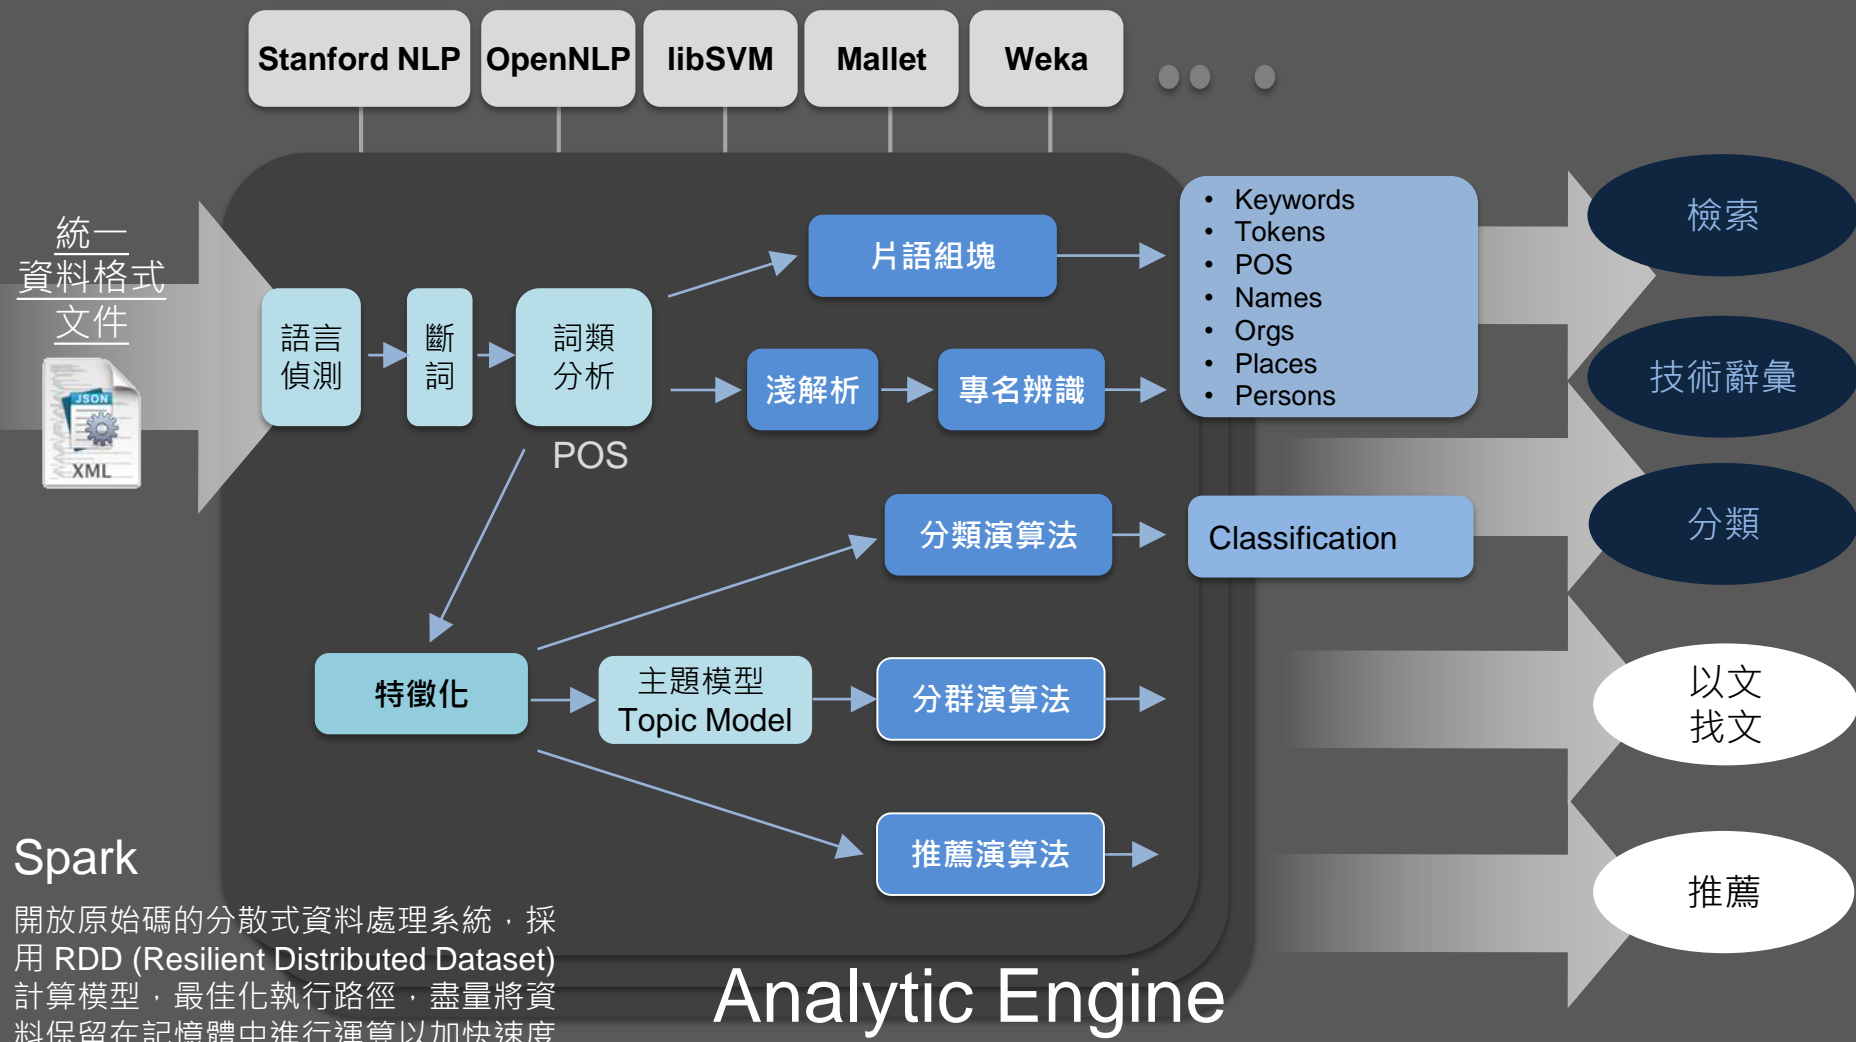 Stanford NLP
OpenNLP
libSVM
Mallet
Weka
統一
資料格式
文件
JSON
XML
語言
偵測
斷
詞
詞類
分析
POS
片語組塊
淺解析
專名辨識
• Keywords
• Tokens
• POS
• Names
• Orgs
• Places
• Persons
分類演算法
Classification
特徵化
主題模型
Topic Model
分群演算法
推薦演算法
檢索
技術辭彙
分類
以文
找文
推薦
Spark
開放原始碼的分散式資料處理系統，採
用 RDD (Resilient Distributed Dataset)
計算模型，最佳化執行路徑，盡量將資
料保留在記憶體中進行運算以加快速度
Analytic Engine